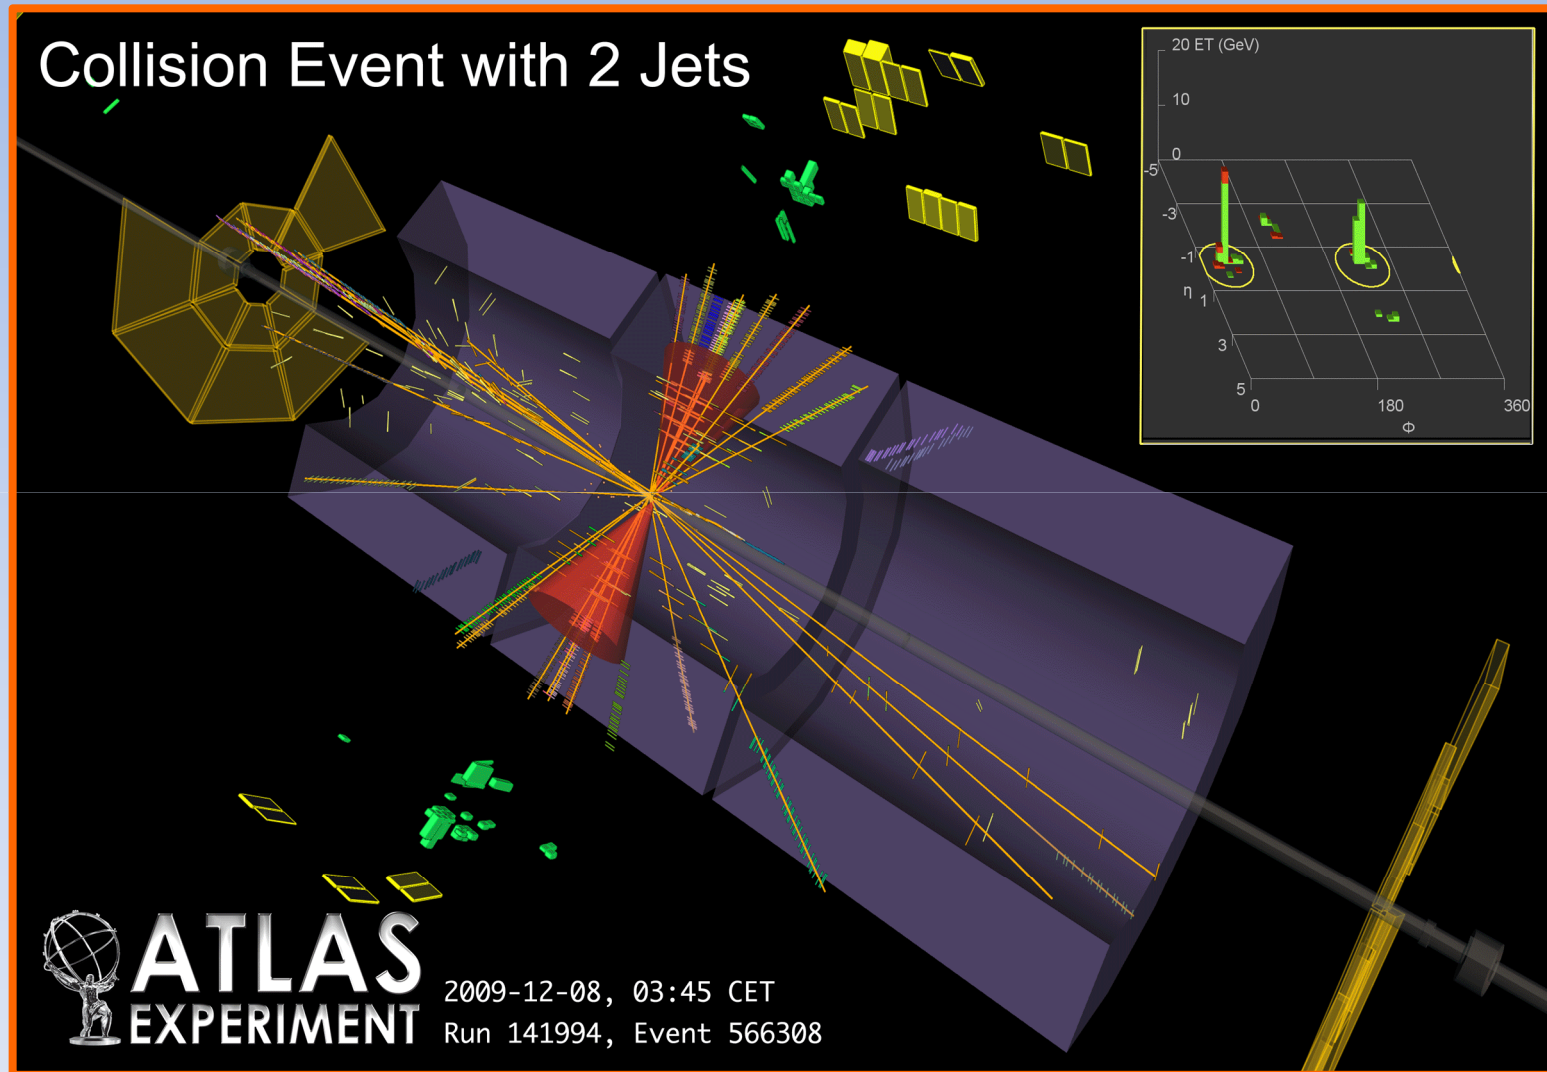 Collision Event with 2 Jets
20 ET (GeV)
10
0
-5
-3
-1
η
1
3
5
0
180
360
Φ
ATLAS
EXPERIMENT
2009-12-08, 03:45 CET
Run 141994, Event 566308